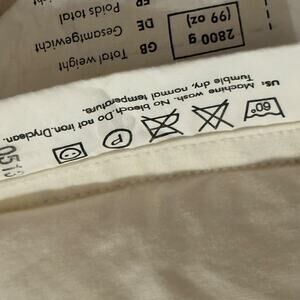 60°
P
US: Machine wash. No bleach. Do not iron. Dryclean.
Tumble dry, normal temperature.
GB Total weight
DE Gesamtgewicht
Poids total
2800 g
(99 oz)